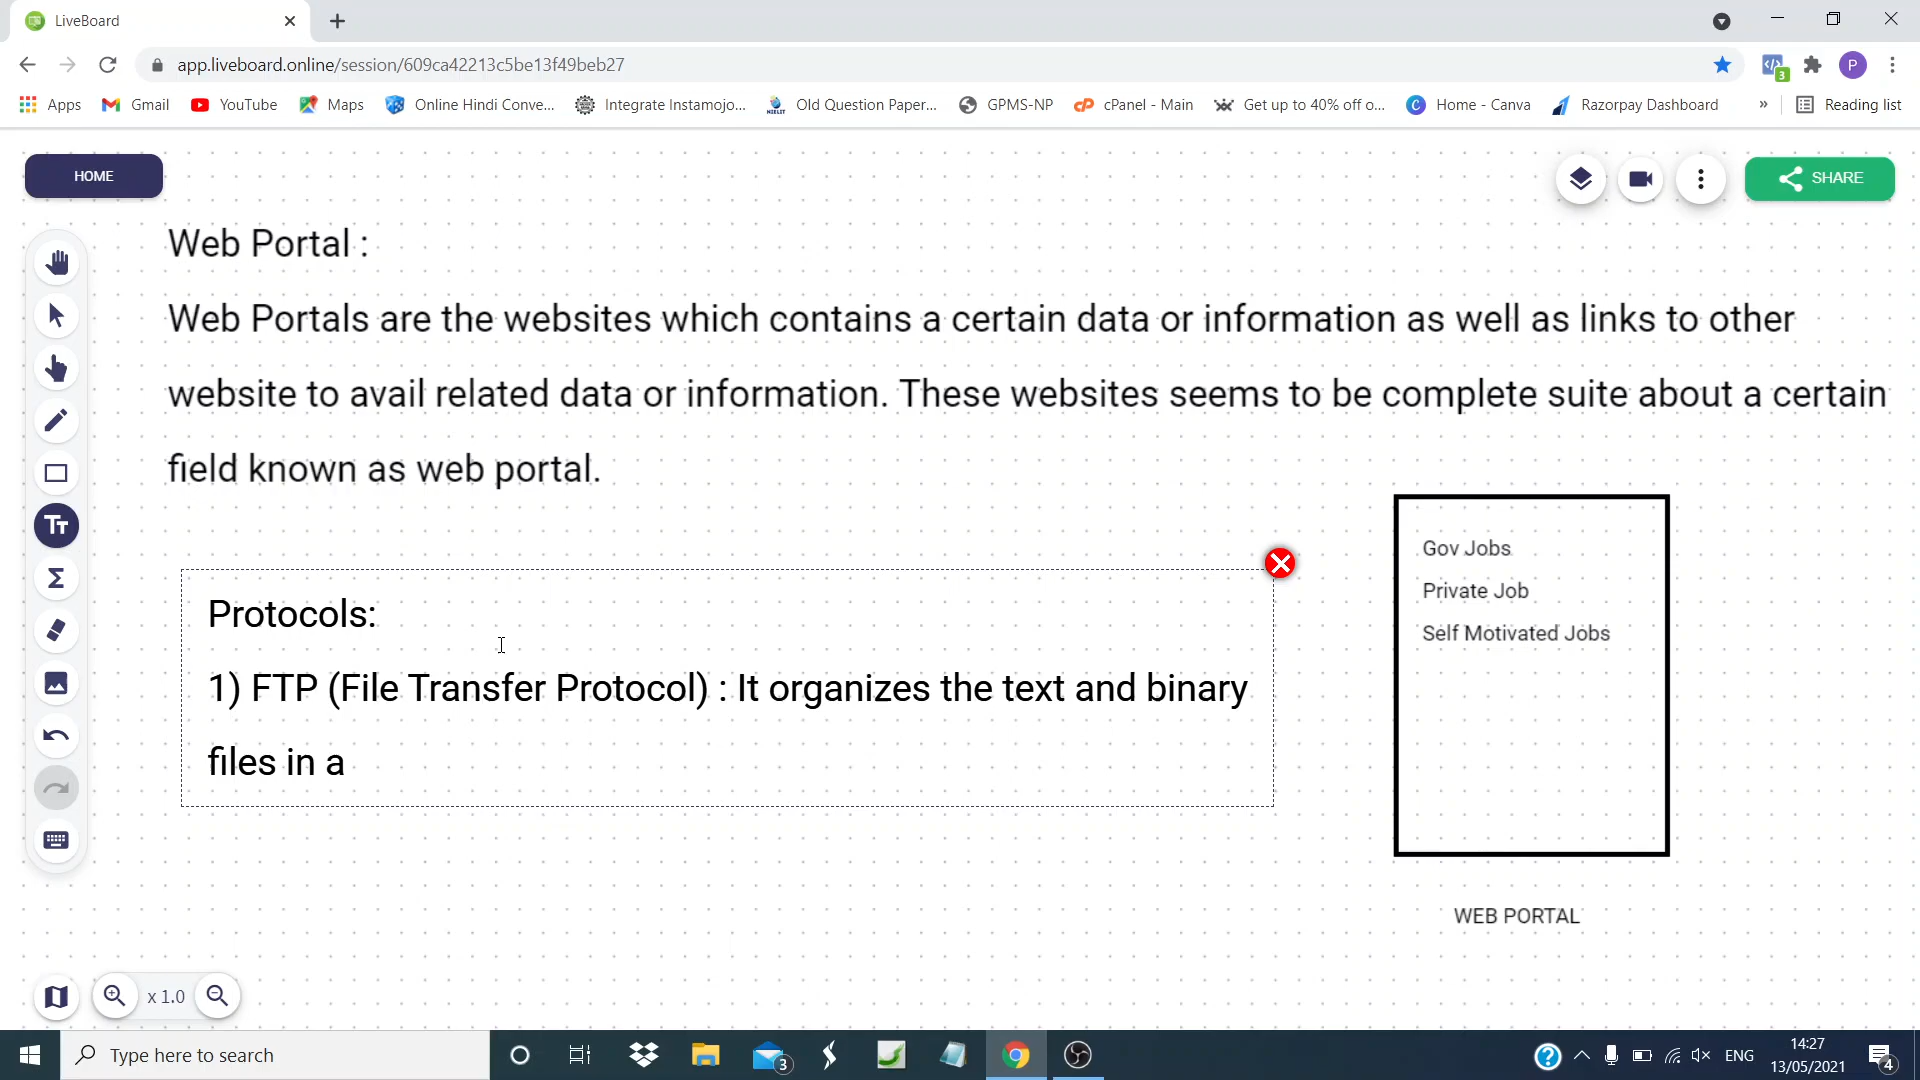 LiveBoard
app.liveboard.online/session/609ca42213c5be13f49beb27
3
P
Apps
Gmail
YouTube
Maps
Online Hindi Conve...
Integrate Instamojo...
Old Question Paper...
GPMS-NP
cPanel - Main
Get up to 40% off o...
Home - Canva
Razorpay Dashboard
»
Reading list
HOME
SHARE
Web Portal :
Web Portals are the websites which contains a certain data or information as well as links to other
website to avail related data or information. These websites seems to be complete suite about a certain
field known as web portal.
Protocols:
1) FTP (File Transfer Protocol) : It organizes the text and binary
files in a
Gov Jobs
Private Job
Self Motivated Jobs
WEB PORTAL
x 1.0
Type here to search
3
ENG
14:27
13/05/2021
4